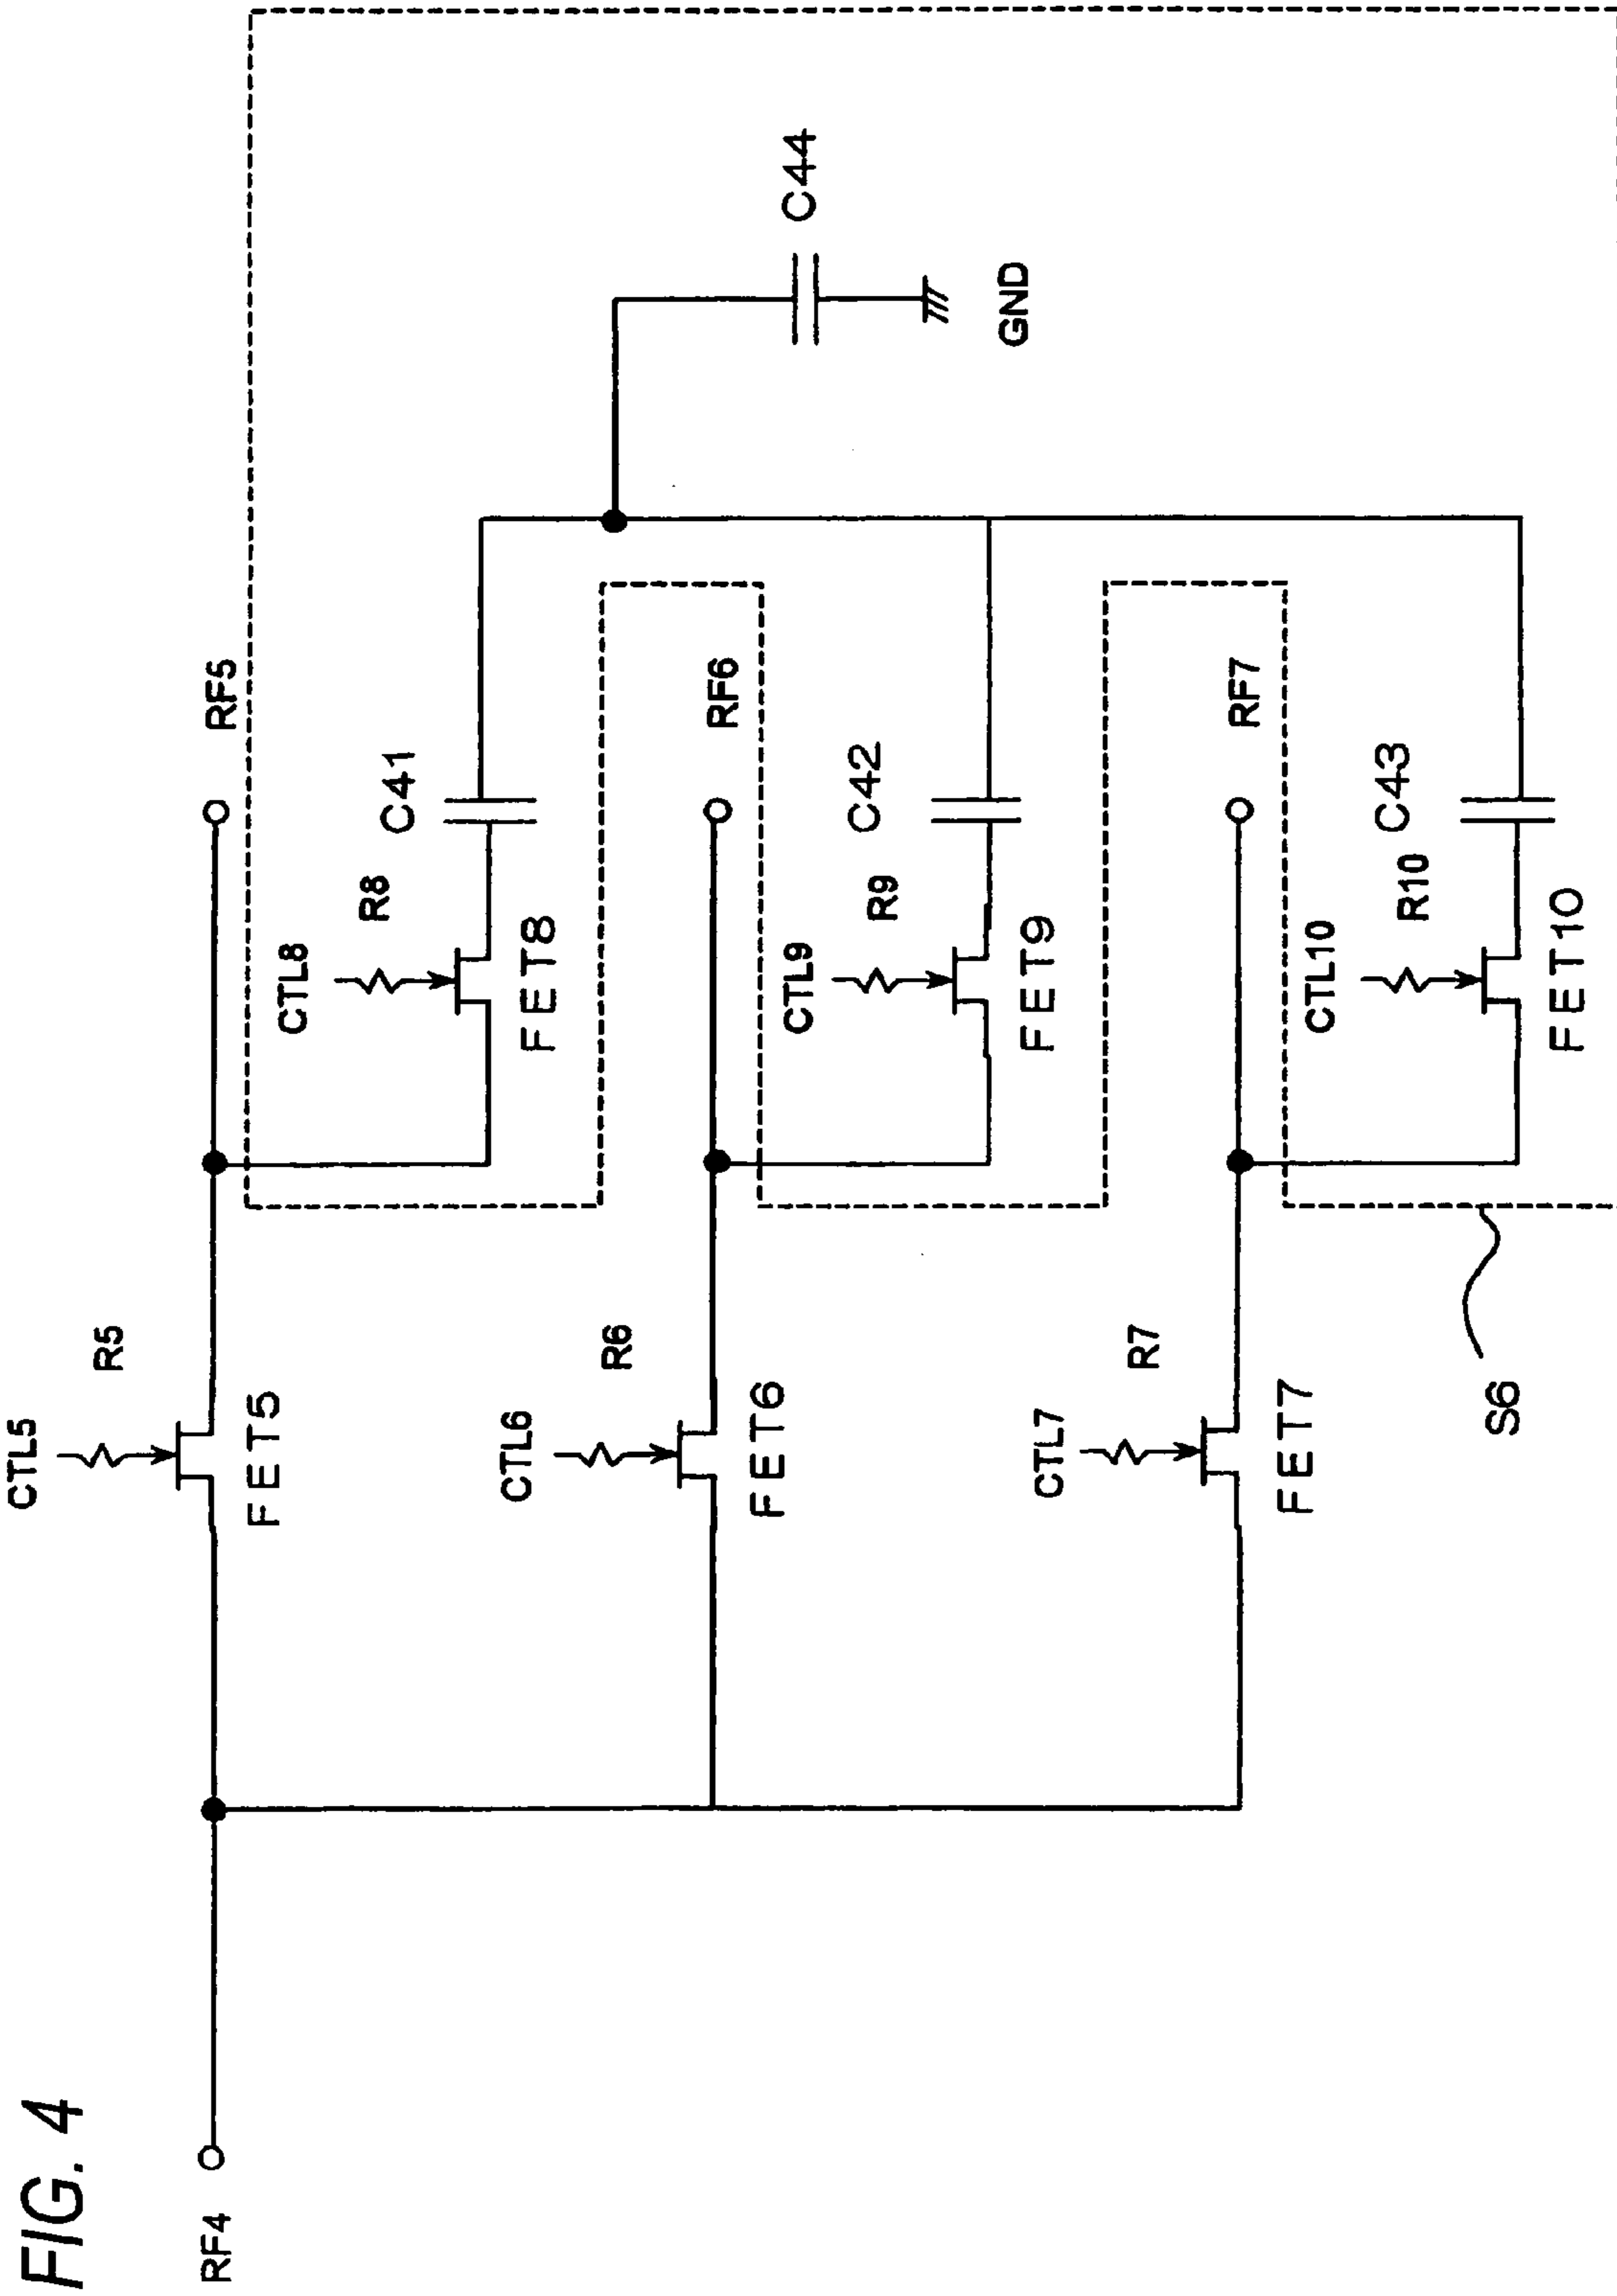 FIG. 4
RF4
CTL5
R5
FET5
RF5
CTL8
R8
C41
FET8
C44
GND
CTL6
R6
FET6
RF6
CTL9
R9
C42
FET9
CTL7
R7
FET7
RF7
CTL10
R10
C43
FET10
S6